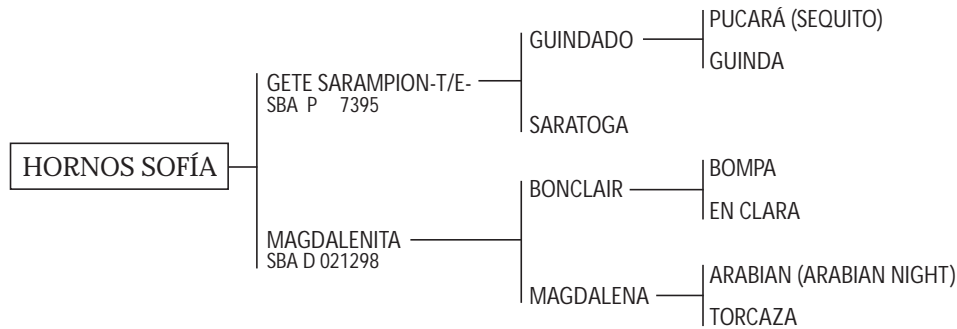 HORNOS SOFÍA
GETE SARAMPION-T/E-
SBA P 7395
MAGDALENITA
SBA D 021298
GUINDADO
SARATOGA
BONCLAIR
MAGDALENA
PUCARÁ (SEQUITO)
GUINDA
BOMPA
EN CLARA
ARABIAN (ARABIAN NIGHT)
TORCAZA